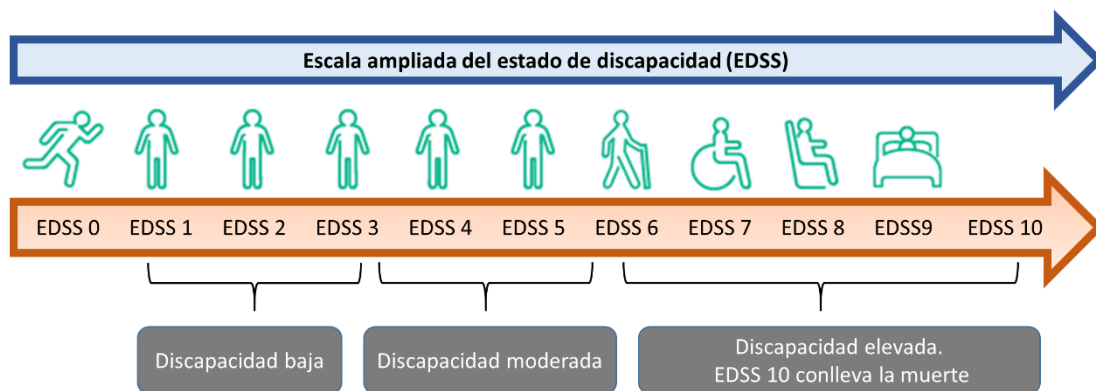 Escala ampliada del estado de discapacidad (EDSS)
EDSS 0 EDSS 1 EDSS 2 EDSS 3 EDSS 4 EDSS 5 EDSS 6 EDSS 7 EDSS 8 EDSS9 EDSS 10
Discapacidad baja
Discapacidad moderada
Discapacidad elevada.
EDSS 10 conlleva la muerte